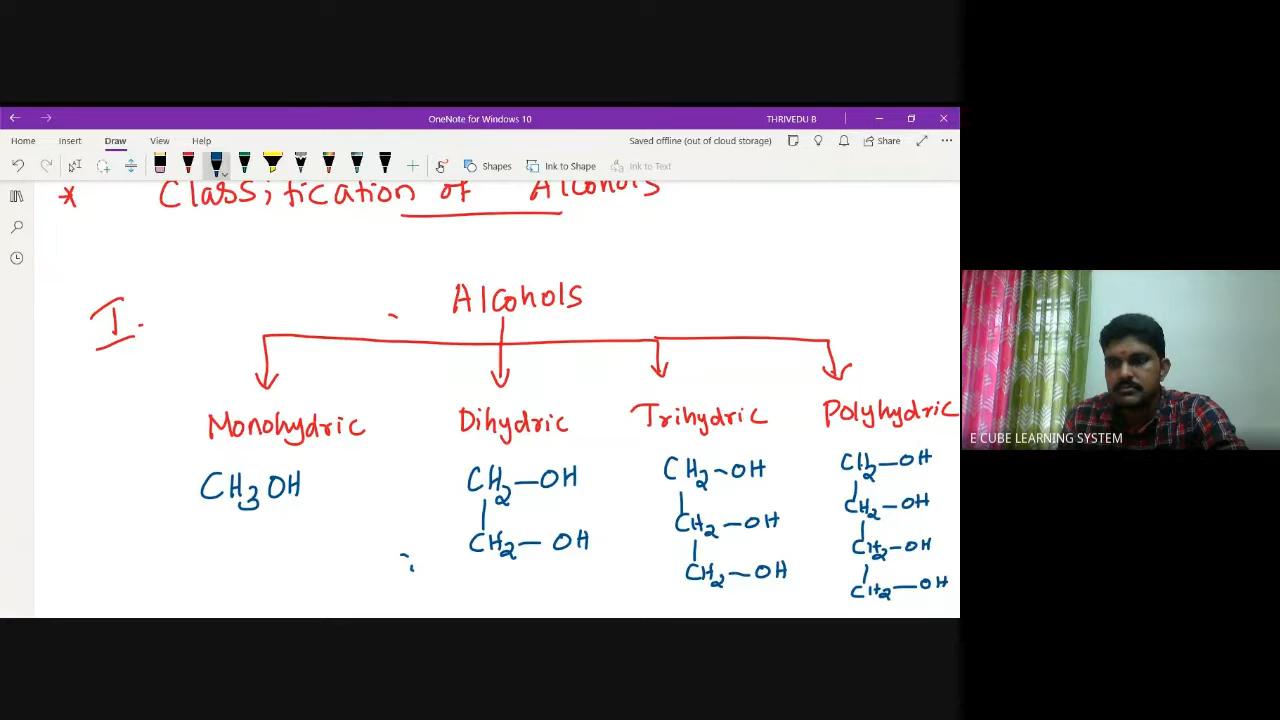 OneNote for Windows 10
THRIVEDU B
Home Insert Draw View Help
Saved offline (out of cloud storage)
Share
Shapes
Ink to Shape
Ink to Text
* Classification of Alcohols
I.
Alcohols
Monohydric Dihydric Trihydric Polyhydric
CH3OH
CH2-OH
CH2-OH
CH2-OH
CH2-OH
CH2-OH
CH2-OH
CH2-OH
CH2-OH
CH2-OH
E CUBE LEARNING SYSTEM